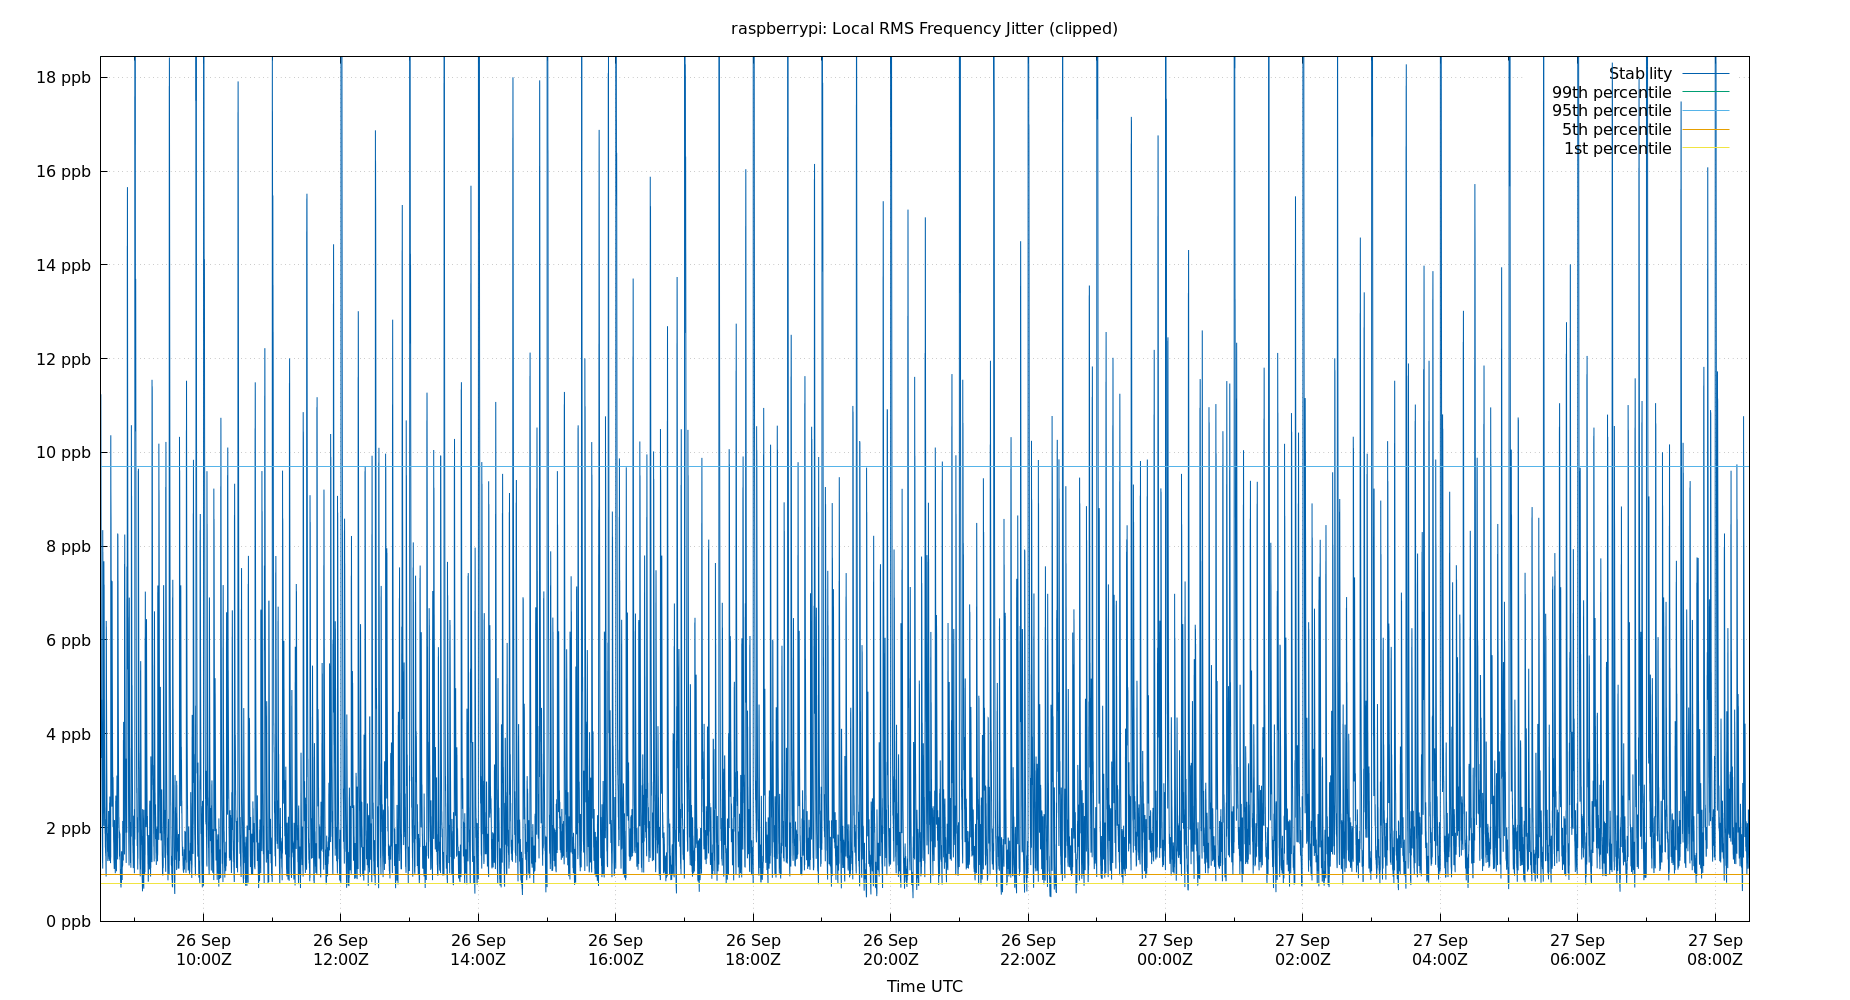 raspberrypi: Local RMS Frequency Jitter (clipped)
18 ppb
16 ppb
14 ppb
12 ppb
10 ppb
8 ppb
6 ppb
4 ppb
2 ppb
0 ppb
Stability
99th percentile
95th percentile
5th percentile
1st percentile
26 Sep 26 Sep 26 Sep 26 Sep 26 Sep 26 Sep 26 Sep 27 Sep 27 Sep 27 Sep 27 Sep 27 Sep
10:00Z 12:00Z 14:00Z 16:00Z 18:00Z 20:00Z 22:00Z 00:00Z 02:00Z 04:00Z 06:00Z 08:00Z
Time UTC